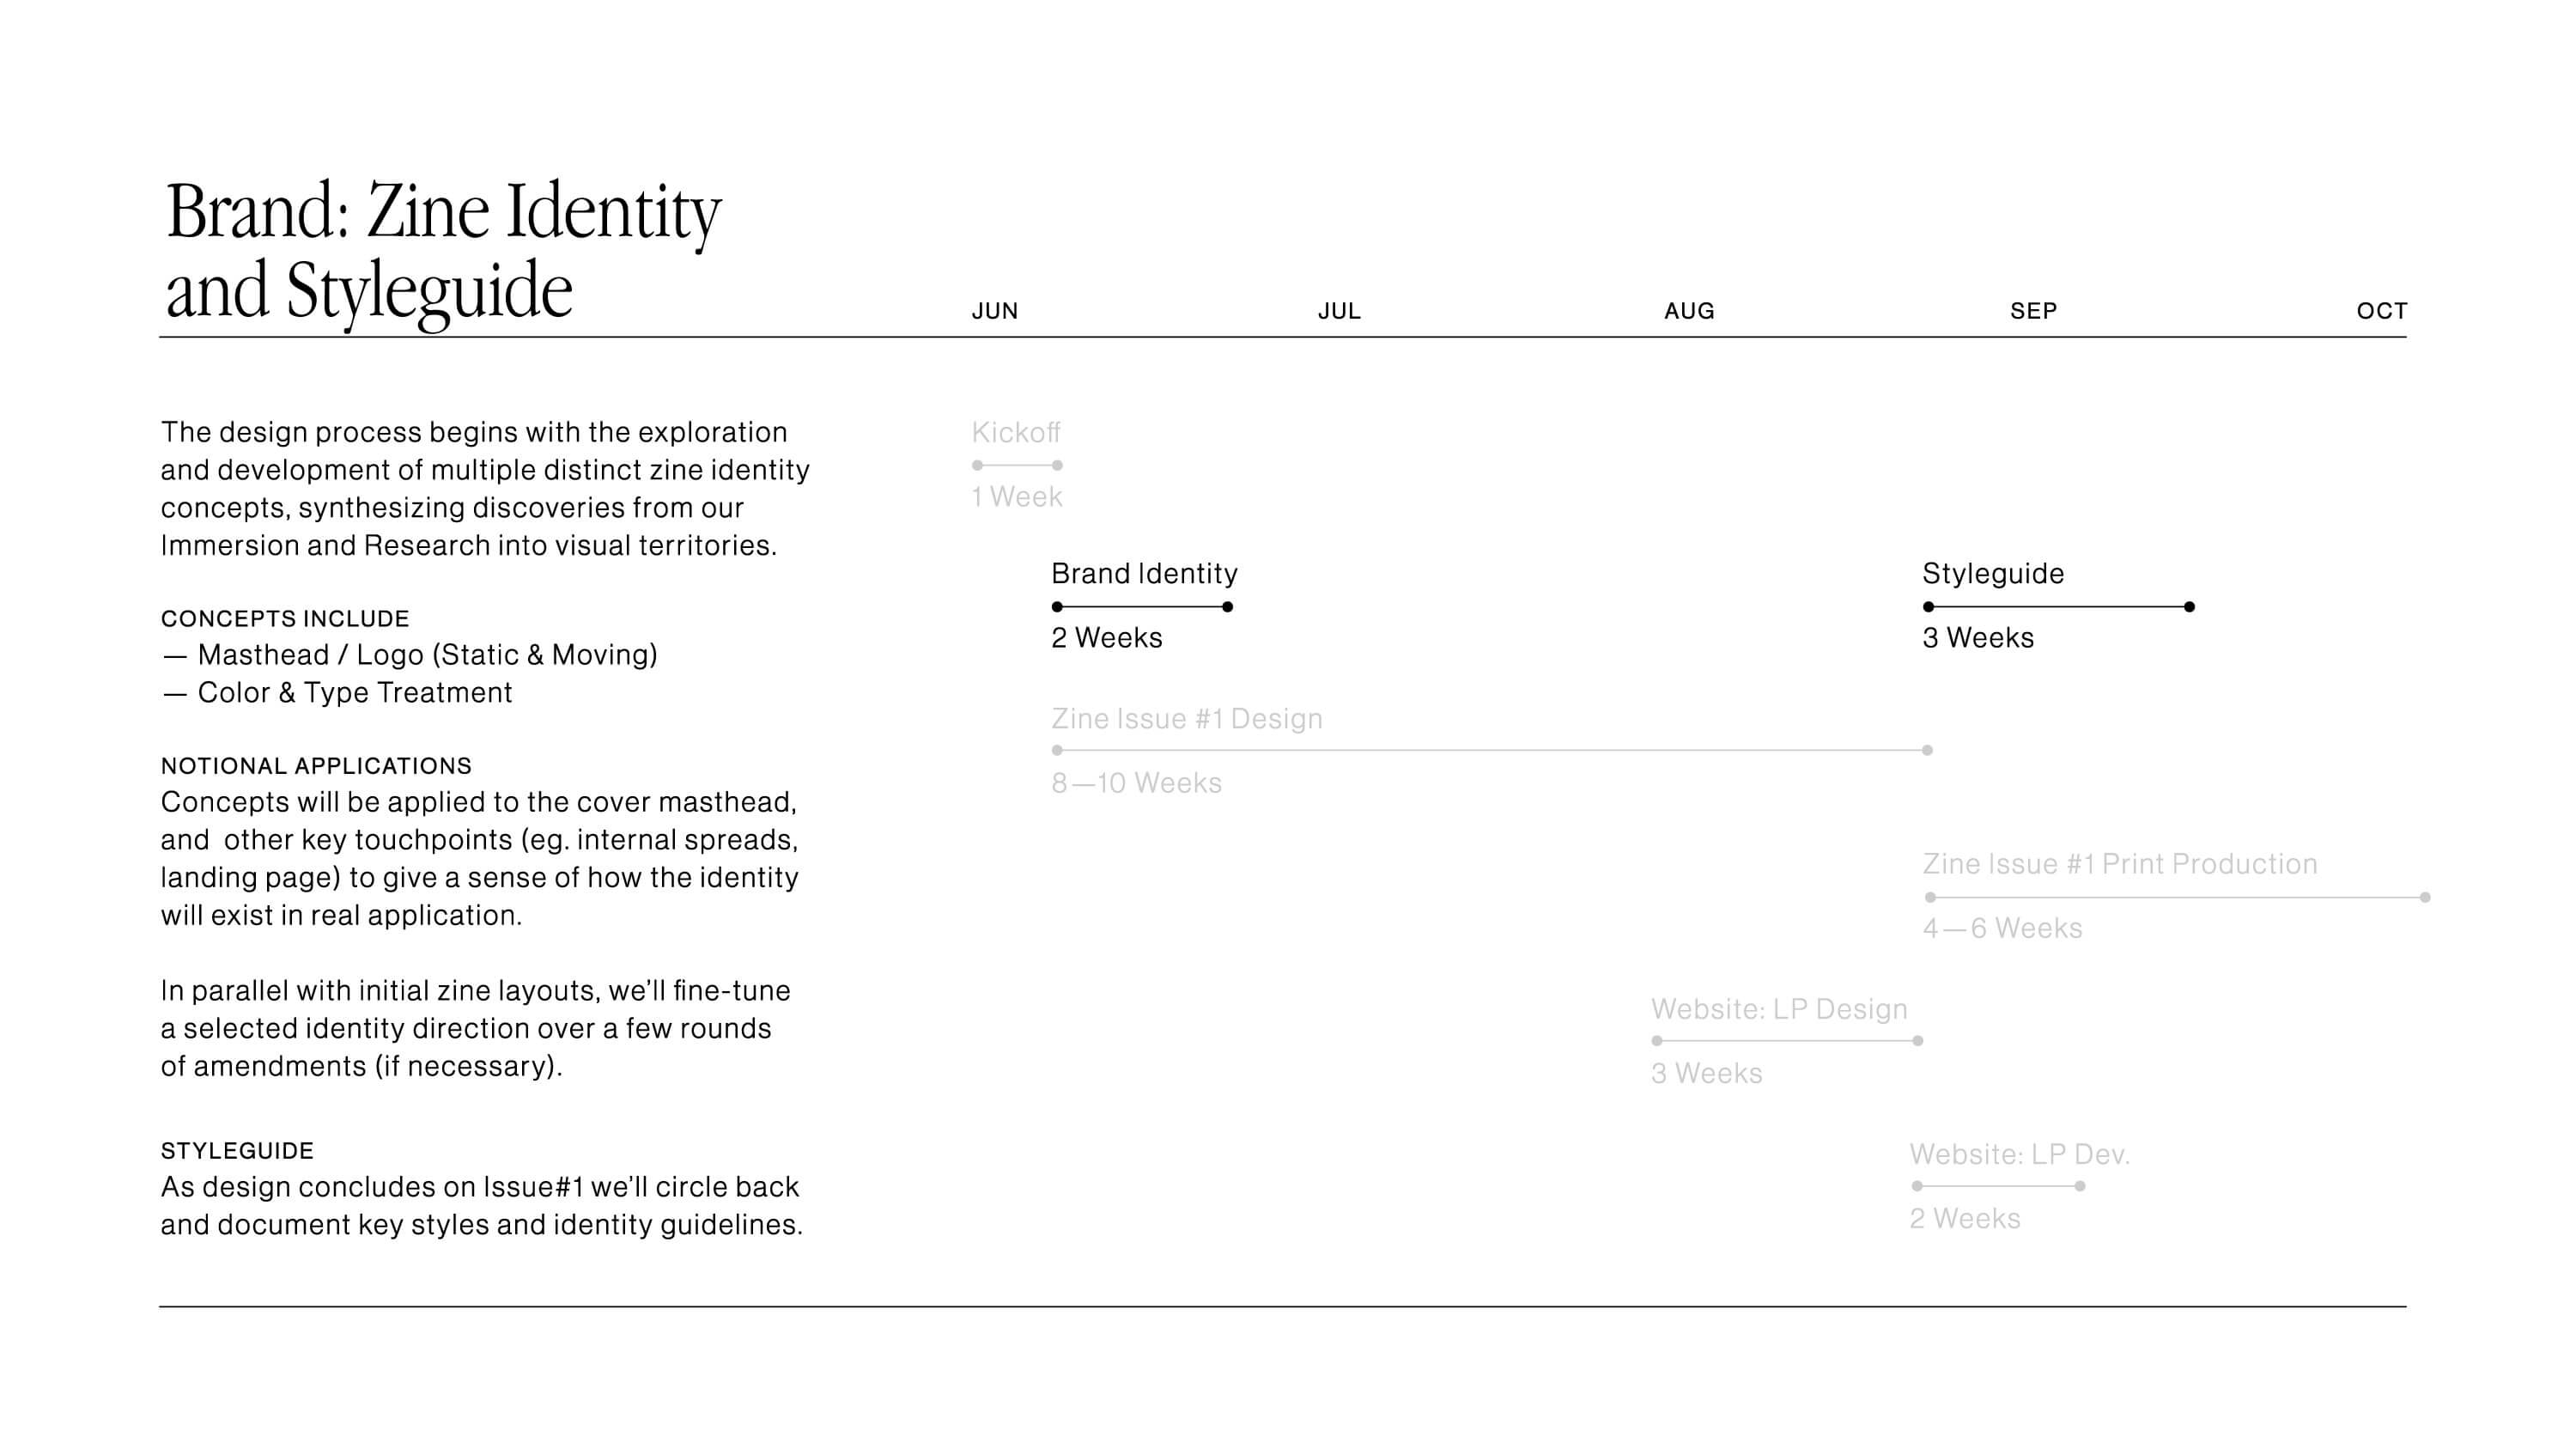 Brand: Zine Identity
and Styleguide
JUN JUL AUG SEP OCT
The design process begins with the exploration
and development of multiple distinct zine identity
concepts, synthesizing discoveries from our
Immersion and Research into visual territories.
CONCEPTS INCLUDE
— Masthead / Logo (Static & Moving)
— Color & Type Treatment
NOTIONAL APPLICATIONS
Concepts will be applied to the cover masthead,
and  other key touchpoints (eg. internal spreads,
landing page) to give a sense of how the identity
will exist in real application.
In parallel with initial zine layouts, we’ll fine-tune
a selected identity direction over a few rounds
of amendments (if necessary).
STYLEGUIDE
As design concludes on Issue#1 we’ll circle back
and document key styles and identity guidelines.
Kickoff
1 Week
Brand Identity
2 Weeks
Styleguide
3 Weeks
Zine Issue #1 Design
8—10 Weeks
Zine Issue #1 Print Production
4—6 Weeks
Website: LP Design
3 Weeks
Website: LP Dev.
2 Weeks